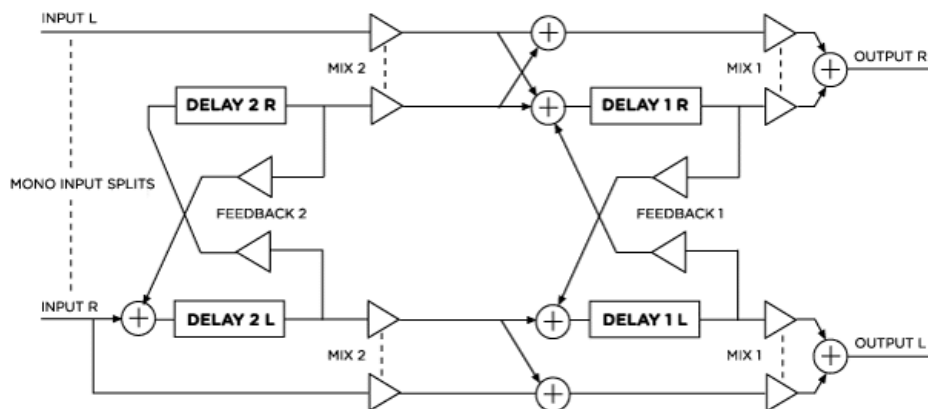 INPUT L
MIX 2
MIX 1
OUTPUT R
DELAY 2 R
DELAY 1 R
MONO INPUT SPLITS
FEEDBACK 2
FEEDBACK 1
INPUT R
DELAY 2 L
DELAY 1 L
MIX 2
MIX 1
OUTPUT L